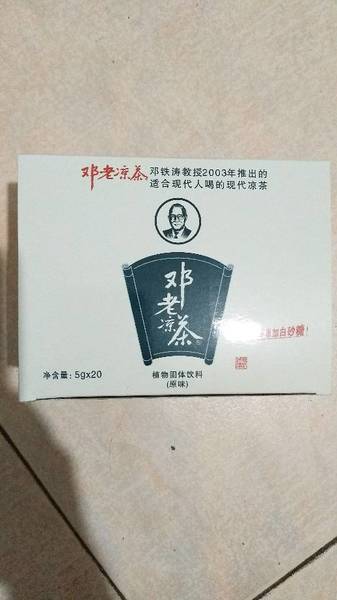 邓老凉茶
邓铁涛教授2003年推出的
适合现代人喝的现代凉茶
邓老凉茶
加白砂糖！
净含量：5g×20
植物固体饮料
（原味）